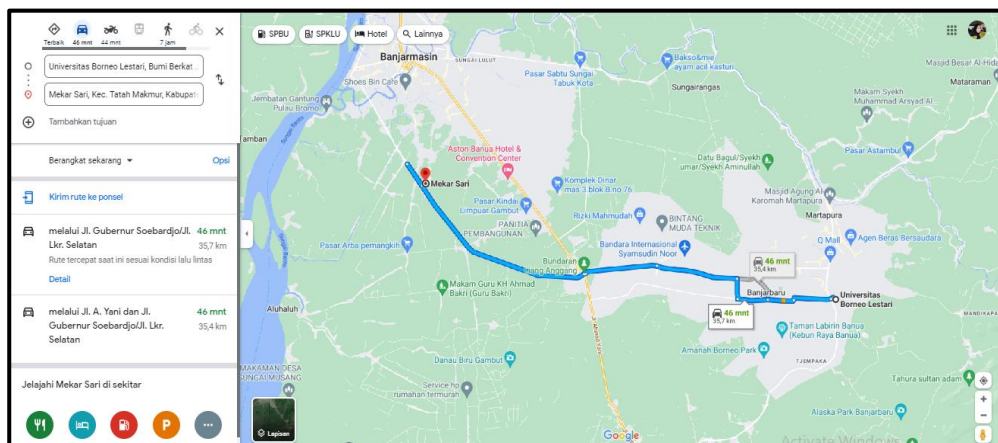 Terbaik
46 mnt
44 mnt
7 jam
Universitas Borneo Lestari, Bumi Berkat
Mekar Sari, Kec. Tatah Makmur, Kabupat
Tambahkan tujuan
Berangkat sekarang
Opsi
Kirim rute ke ponsel
melalui Jl. Gubernur Soebardjo/Jl.
Lkr. Selatan
46 mnt
35,7 km
Rute tercepat saat ini sesuai kondisi lalu lintas
Detail
melalui Jl. A. Yani dan Jl.
Gubernur Soebardjo/Jl. Lkr.
Selatan
46 mnt
35,4 km
Jelajahi Mekar Sari di sekitar
SPBU
SPKLU
Hotel
Lainnya
Banjarmasin
SUNGAI LULUT
Bakso&mie
ayam acil kasturi
Masjid Besar Al-Hida
Mataraman
Pasar Sabtu Sungai
Tabuk Kota
Sungairangas
Shoes Bin Cafe
Makam Syekh
Muhammad Arsyad Al
Jembatan Gantung
Pulau Bromo
Tamban
Aston Banua Hotel &
Convention Center
Datu Bagul/Syekh
umar/Syekh Aminullah
Pasar Astambul
Mekar Sari
Komplek Dinar
mas 3 blok B no 76
Masjid Agung Al
Karomah Martapura
Pasar Kindai
Limpuar Gambut
Rizki Mahmudah
BINTANG
MUDA TEKNIK
Martapura
PANITIA
PEMBANGUNAN
Pasar Arba pemangkih
Bandara Internasional
Syamsudin Noor
Q Mall
Agen Beras Bersaudara
Bundaran
46 mnt
35,4 km
Makam Guru KH Ahmad
Bakri (Guru Bakri)
Banjarbaru
Universitas
Borneo Lestari
46 mnt
35,7 km
Aluhaluh
Taman Labirin Banua
(Kebun Raya Banua)
Amanah Borneo Park
Danau Biru Gambut
TJEMPAKA
MAKAMAN DESA
SUNGAI MUSANG
Service hp
rumahan termurah
Tahura sultan adam
Alaska Park Banjarbaru
Lapisan
Google
Activate Windows